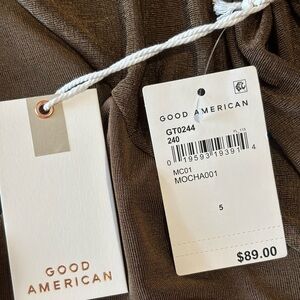 GOOD AMERICAN
GT0244
240
0 19593 19391 4
MC01
MOCHA001
5
$89.00
GOOD
AMERICAN